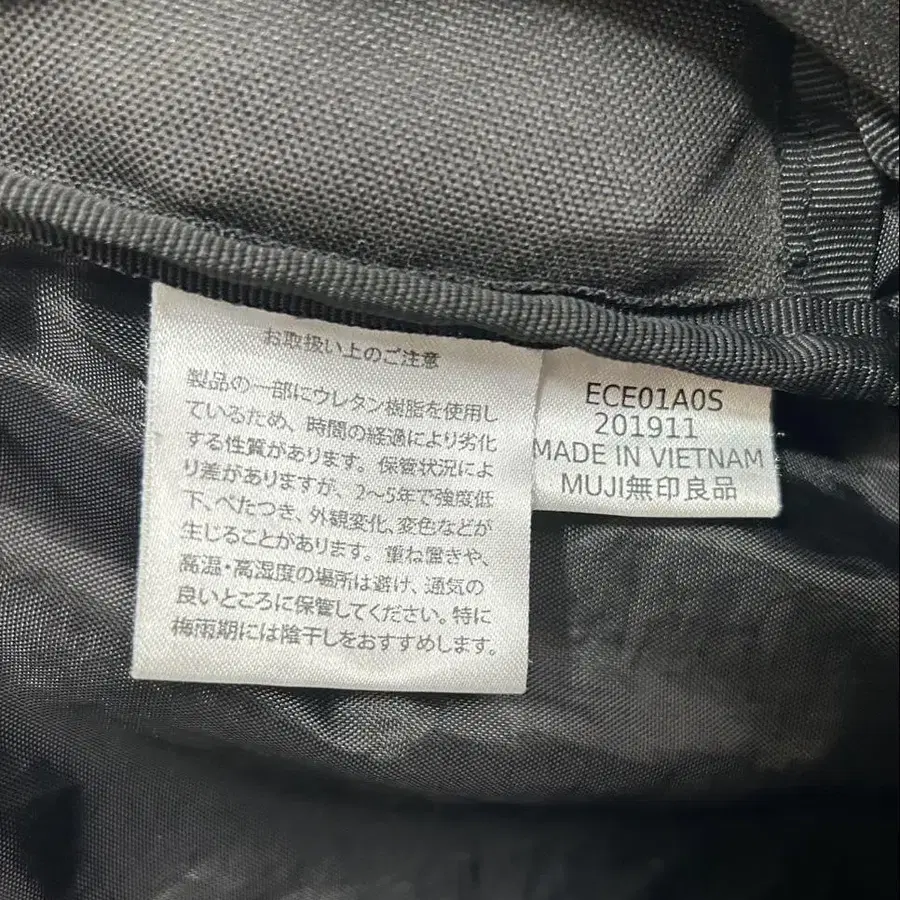 お取扱い上のご注意
製品の一部にウレタン樹脂を使用し
ているため、時間の経過により劣化
する性質があります。保管状況によ
り差がありますが、2～5年で強度低
下、べたつき、外観変化、変色などが
生じることがあります。重ね置きや、
高温・高湿度の場所は避け、通気の
良いところに保管してください。特に
梅雨期には陰干しをおすすめします。
ECE01A0S
201911
MADE IN VIETNAM
MUJI無印良品